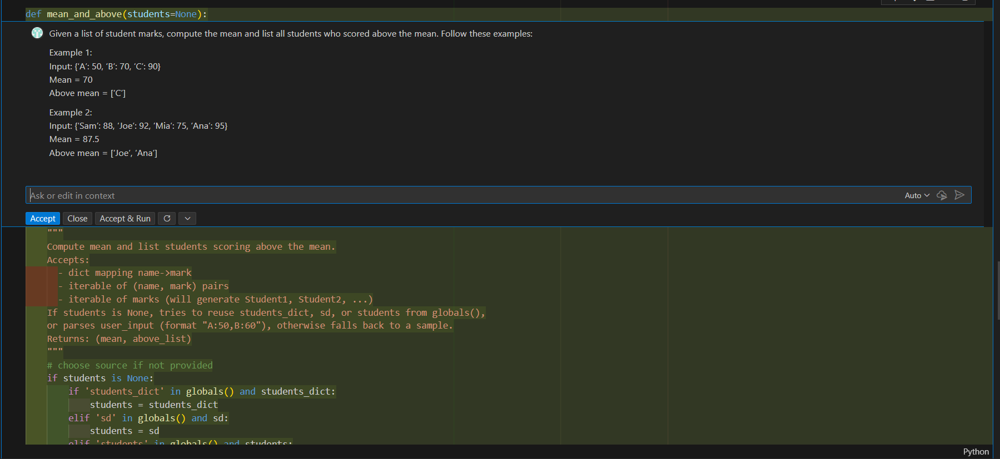 def mean_and_above(students=None):
Given a list of student marks, compute the mean and list all students who scored above the mean. Follow these examples:
Example 1:
Input: {‘A’: 50, ‘B’: 70, ‘C’: 90}
Mean = 70
Above mean = [‘C’]
Example 2:
Input: {‘Sam’: 88, ‘Joe’: 92, ‘Mia’: 75, ‘Ana’: 95}
Mean = 87.5
Above mean = [‘Joe’, ‘Ana’]
Ask or edit in context
Auto
Accept Close Accept & Run
"""
Compute mean and list students scoring above the mean.
Accepts:
- dict mapping name->mark
- iterable of (name, mark) pairs
- iterable of marks (will generate Student1, Student2, ...)
If students is None, tries to reuse students_dict, sd, or students from globals(),
or parses user_input (format "A:50,B:60"), otherwise falls back to a sample.
Returns: (mean, above_list)
"""
# choose source if not provided
if students is None:
if 'students_dict' in globals() and students_dict:
students = students_dict
elif 'sd' in globals() and sd:
students = sd
elif 'students' in globals() and students:
Python